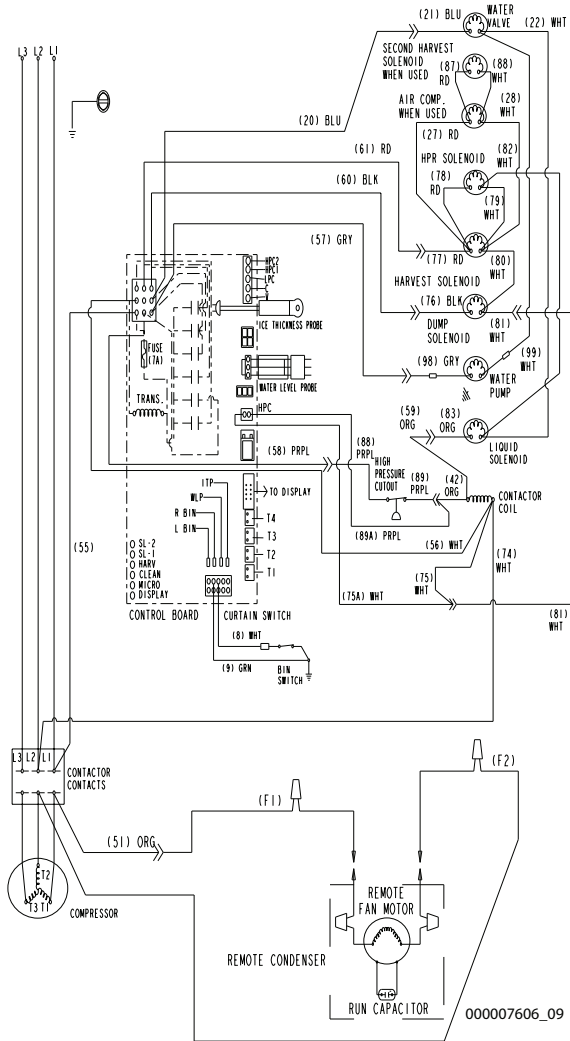 (21) BLU
WATER
VALVE
(22) WHT
L3 L2 L1
SECOND HARVEST
SOLENOID
WHEN USED
(87)
RD
(88)
WHT
AIR COMP.
WHEN USED
(28)
WHT
(20) BLU
(27) RD
(61) RD
HPR SOLENOID
(82)
WHT
(60) BLK
(78)
RD
(79)
WHT
(57) GRY
(77) RD
(80)
WHT
HPC2
HPC1
LPC
C
HARVEST SOLENOID
(76) BLK
DUMP
SOLENOID
(81)
WHT
ICE THICKNESS PROBE
FUSE
(7A)
(98) GRY
(99)
WHT
WATER
PUMP
WATER LEVEL PROBE
TRANS.
HPC
(59)
ORG
(83)
ORG
LIQUID
SOLENOID
(58) PRPL
(88)
PRPL
HIGH
PRESSURE
CUTOUT
(89)
PRPL
(42)
ORG
CONTACTOR
COIL
ITP
WLP
R BIN
L BIN
TO DISPLAY
T4
T3
T2
T1
(89A) PRPL
(56) WHT
(74)
WHT
(55)
SL-2
SL-1
HARV
CLEAN
MICRO
DISPLAY
(75)
WHT
(75A) WHT
(81)
WHT
CONTROL BOARD
CURTAIN SWITCH
(8) WHT
(9) GRN
BIN
SWITCH
L3 L2 L1
CONTACTOR
CONTACTS
(F1)
(F2)
(51) ORG
T2
T3 T1
COMPRESSOR
REMOTE
FAN MOTOR
REMOTE CONDENSER
RUN CAPACITOR
000007606_09